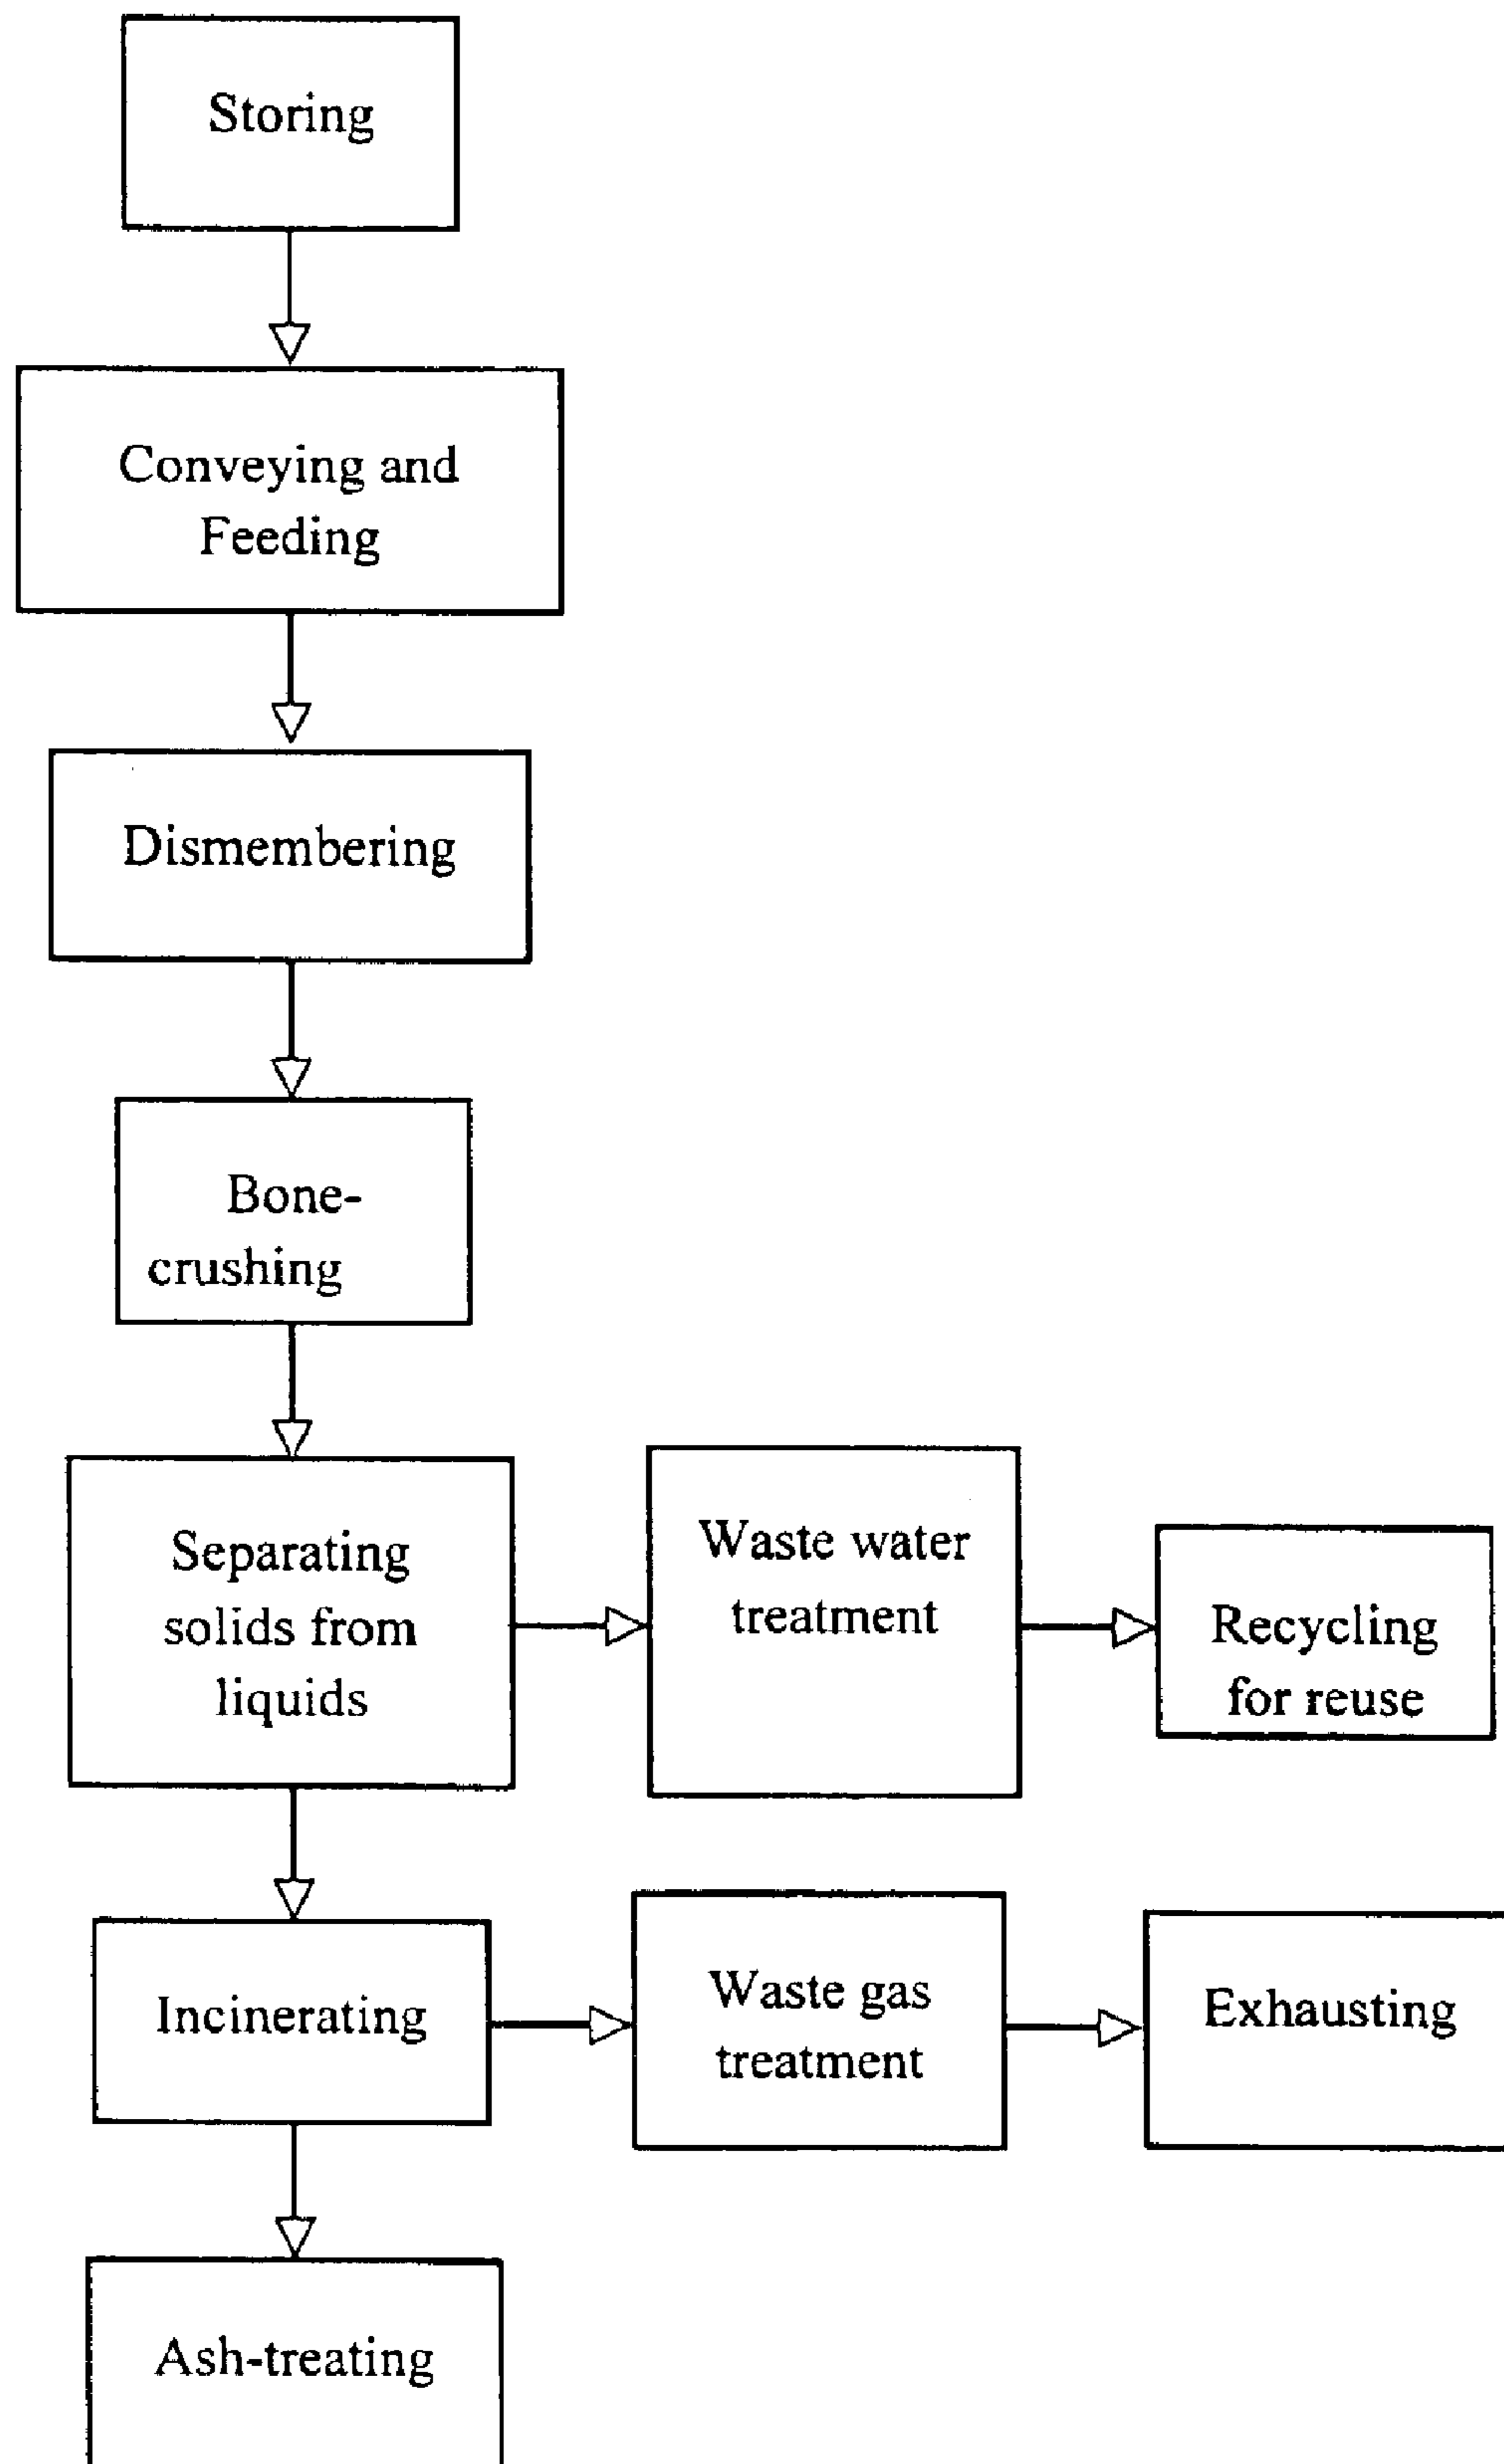 Storing
Conveying and
Feeding
Dismembering
Bone-
crushing
Separating
solids from
liquids
Waste water
treatment
Recycling
for reuse
Incinerating
Waste gas
treatment
Exhausting
Ash-treating